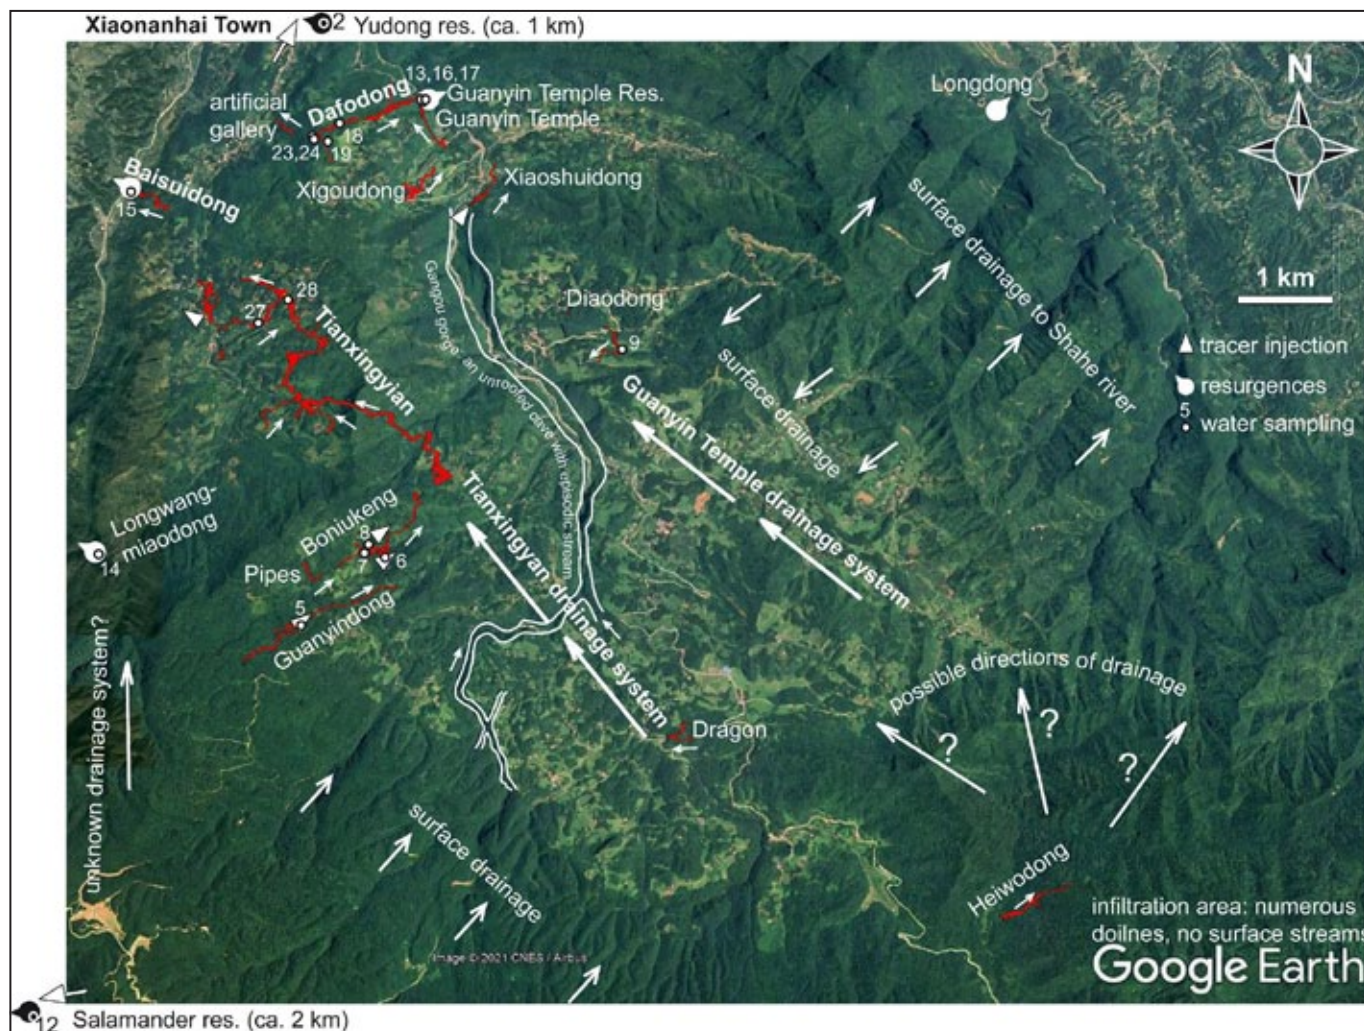 Xiaonanhai Town
2 Yudong res. (ca. 1 km)
13,16,17
Guanyin Temple Res.
Guanyin Temple
Longdong
N
artificial
gallery
Dafodong
18
23,24
19
Xigoudong
Xiaoshuidong
Baisuidong
15
surface drainage to Shahe river
1 km
tracer injection
resurgences
5
water sampling
Gangou gorge, an unroofed cave with episodic stream
Diaodong
9
28
27
Tianxingyian
surface drainage
Guanyin Temple drainage system
Tianxingyan drainage system
Longwang-
miaodong
14
Boniukeng
8
7
6
Pipes
5
Guanyindong
unknown drainage system?
Dragon
possible directions of drainage
?
?
?
surface drainage
Heiwodong
infiltration area: numerous
doilnes, no surface streams
Image © 2021 CNES / Airbus
Google Earth
12 Salamander res. (ca. 2 km)